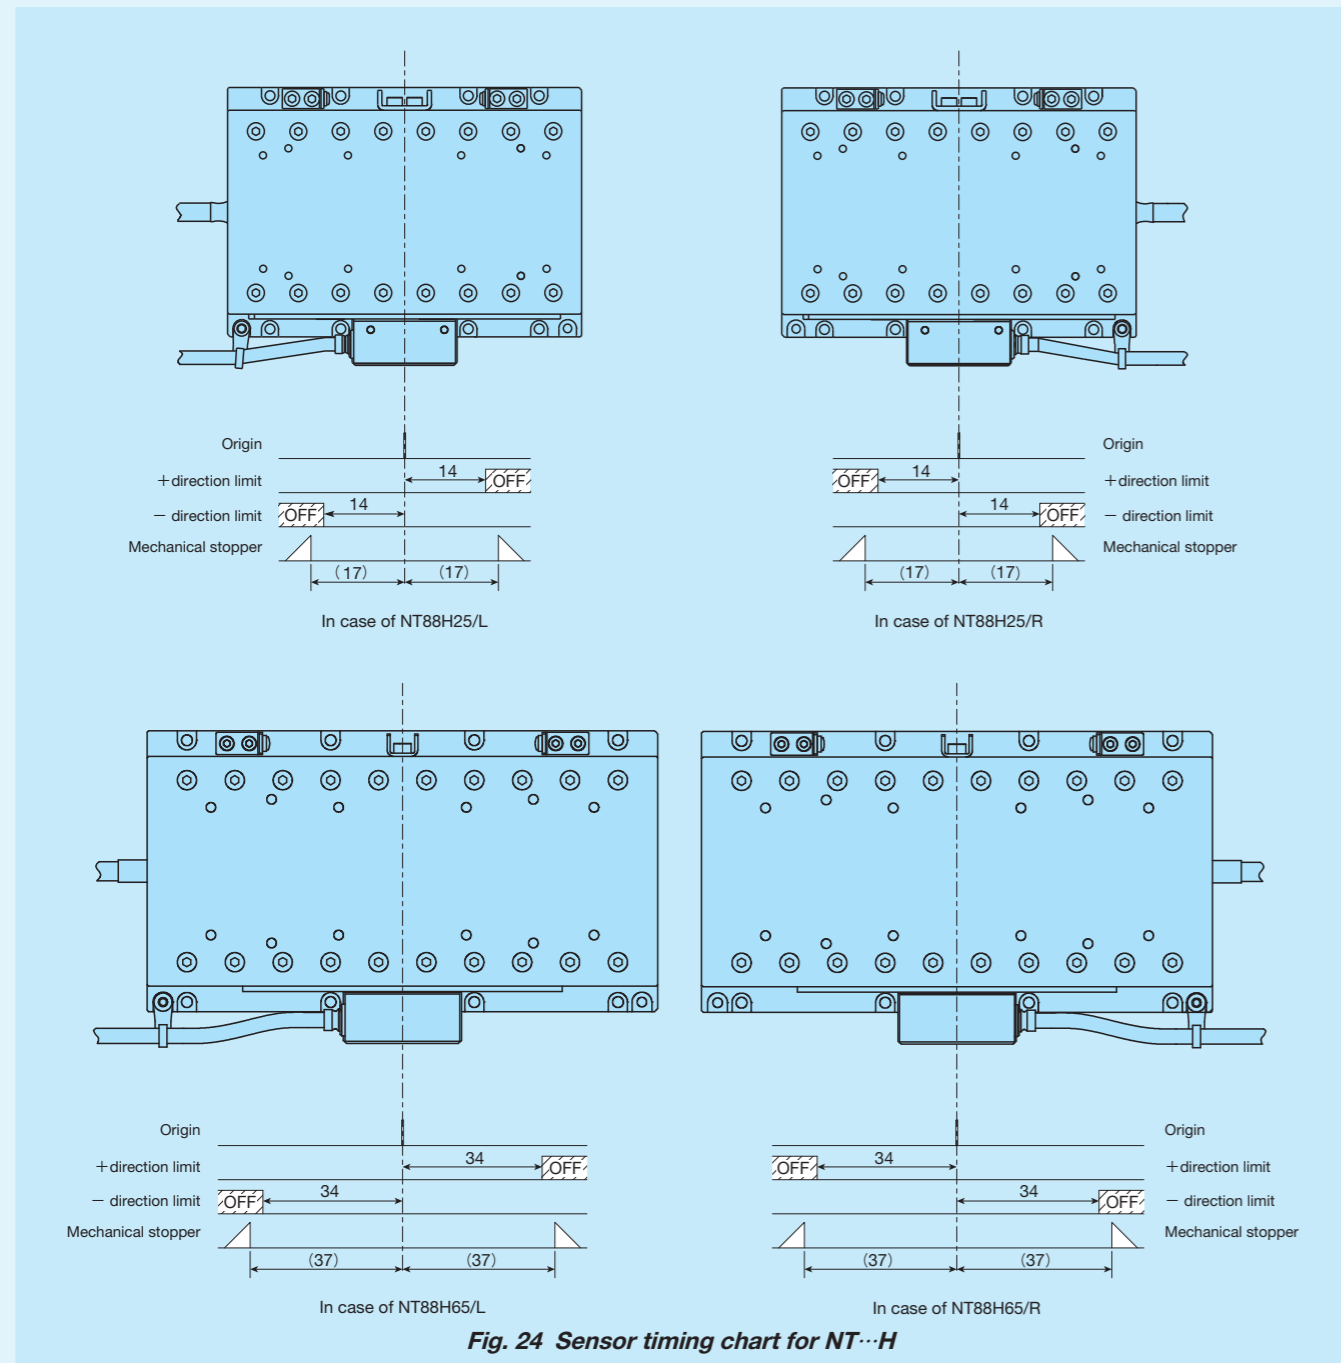 Origin
+direction limit
14
OFF
− direction limit
OFF
14
Mechanical stopper
(17)
(17)
In case of NT88H25/L
Origin
OFF
14
+direction limit
14
OFF
− direction limit
Mechanical stopper
(17)
(17)
In case of NT88H25/R
Origin
+direction limit
34
OFF
− direction limit
OFF
34
Mechanical stopper
(37)
(37)
In case of NT88H65/L
Origin
OFF
34
+direction limit
34
OFF
− direction limit
Mechanical stopper
(37)
(37)
In case of NT88H65/R
Fig. 24 Sensor timing chart for NT···H